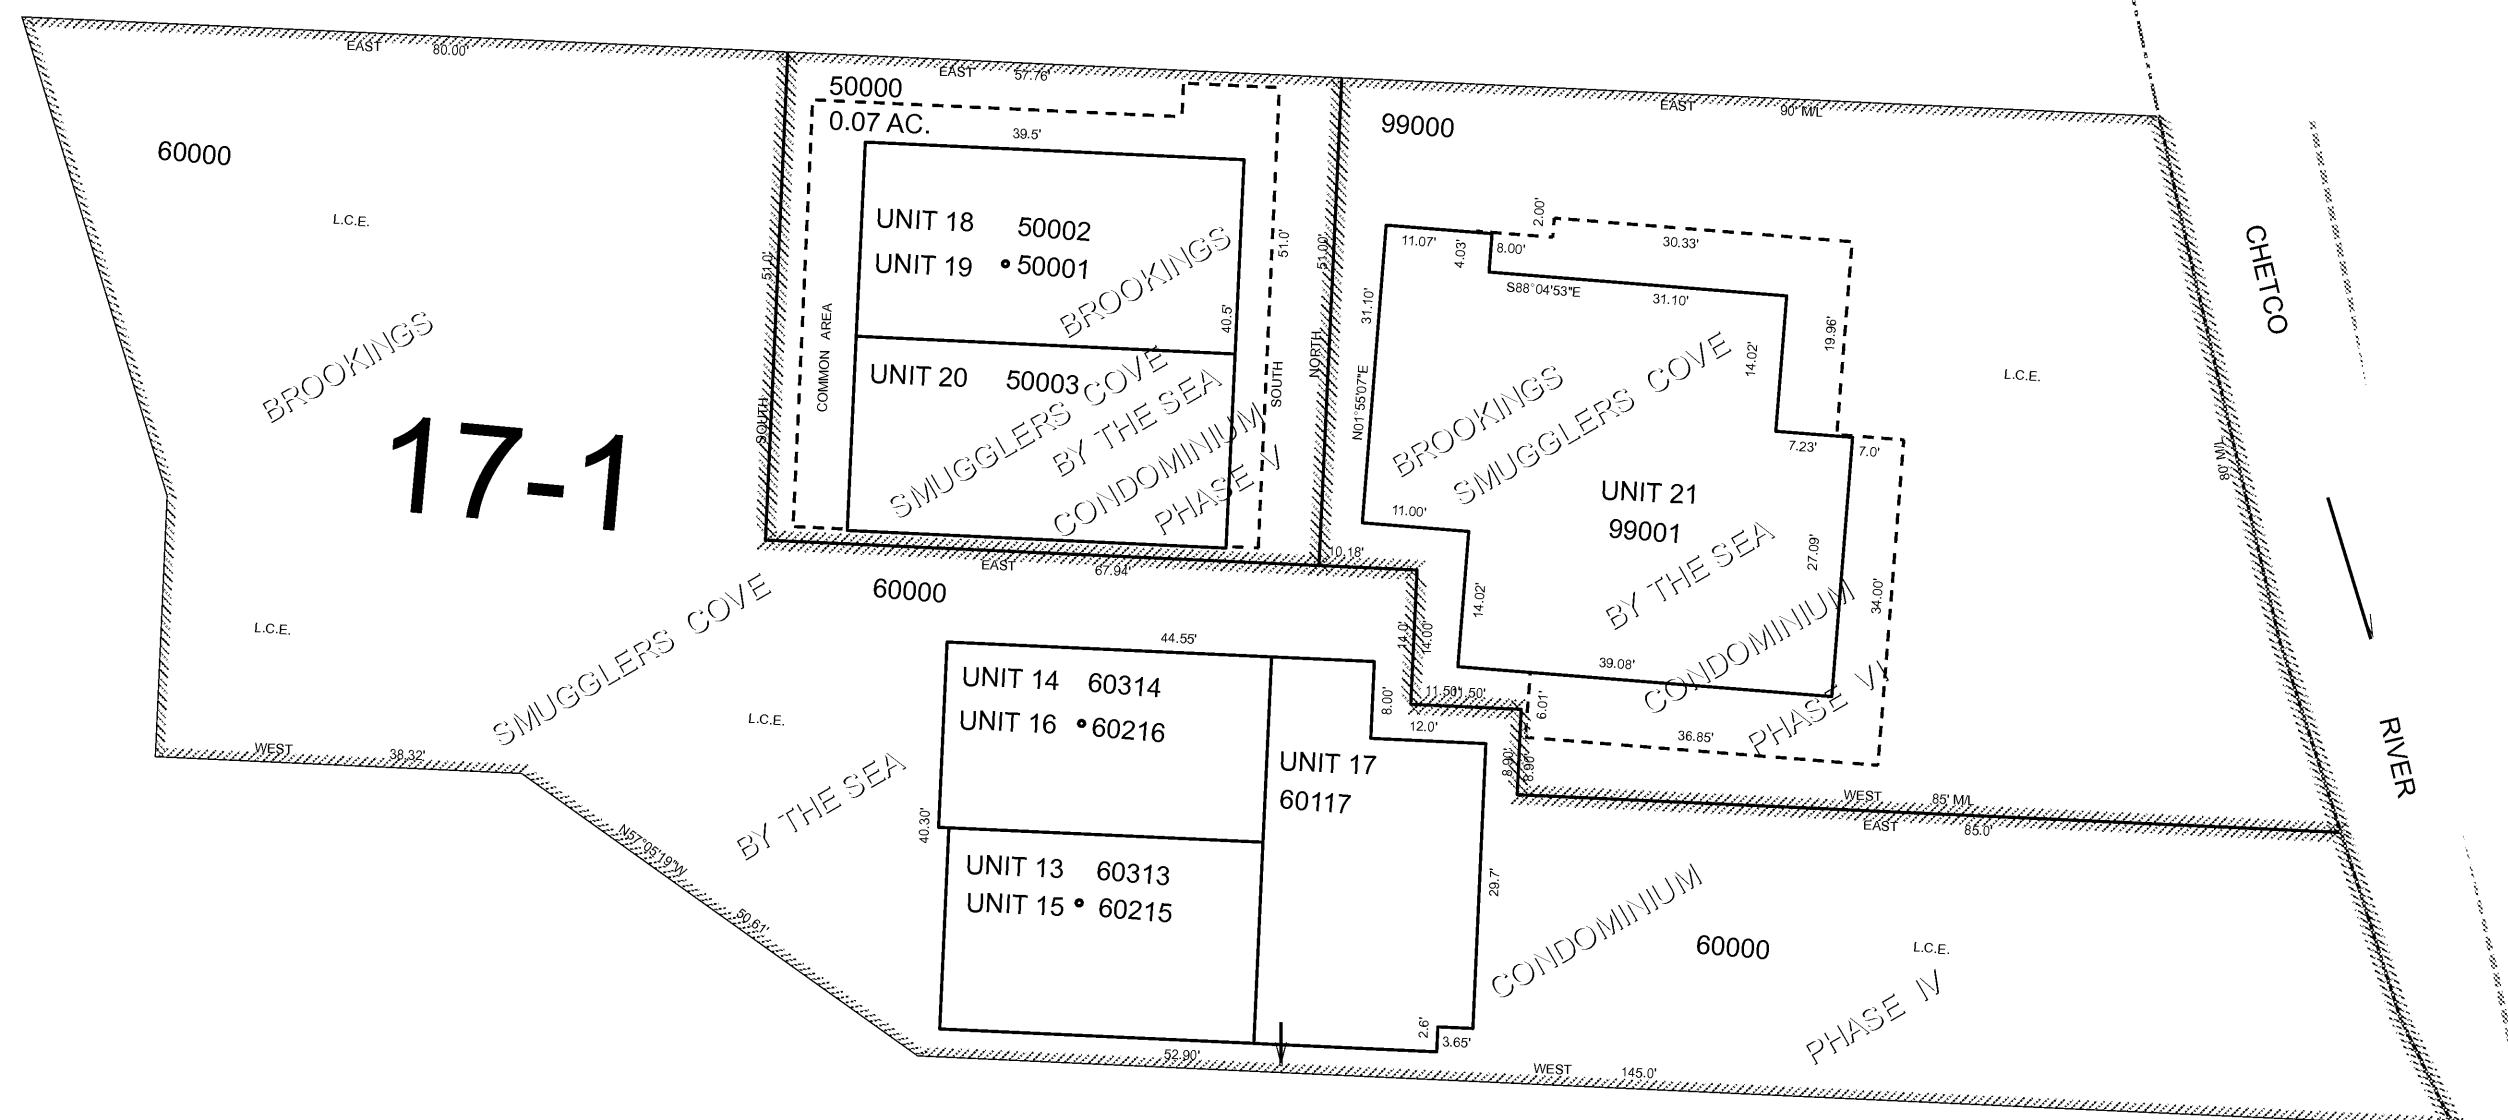 EAST 80.00'
EAST 57.76'
EAST 90' M/L
60000
L.C.E.
50000
0.07 AC.
39.5'
99000
UNIT 18 50002
UNIT 19 50001
UNIT 20 50003
40.5'
COMMON AREA
51.0'
SOUTH
51.0'
SOUTH
51.00'
NORTH
BROOKINGS
SMUGGLERS COVE
BY THE SEA
CONDOMINIUM
PHASE V
11.07'
4.03'
8.00'
2.00'
30.33'
S88°04'53"E
31.10'
31.10'
N01°55'07"E
14.02'
19.96'
7.23'
7.0'
11.00'
14.02'
27.09'
34.00'
39.08'
6.01'
36.85'
BROOKINGS
SMUGGLERS COVE
UNIT 21
99001
BY THE SEA
CONDOMINIUM
PHASE VI
L.C.E.
80' M/L
CHETCO
RIVER
BROOKINGS
17-1
L.C.E.
SMUGGLERS COVE
L.C.E.
BY THE SEA
EAST 67.94'
10.18'
60000
14.0'
14.00'
11.50'
11.50'
8.90'
8.90'
WEST 85' M/L
EAST 85.0'
44.55'
UNIT 14 60314
UNIT 16 60216
8.00'
12.0'
UNIT 17
60117
40.30'
UNIT 13 60313
UNIT 15 60215
29.7'
2.6'
3.65'
52.90'
WEST 38.32'
N57°05'19"W
50.61'
WEST 145.0'
CONDOMINIUM
60000
L.C.E.
PHASE IV